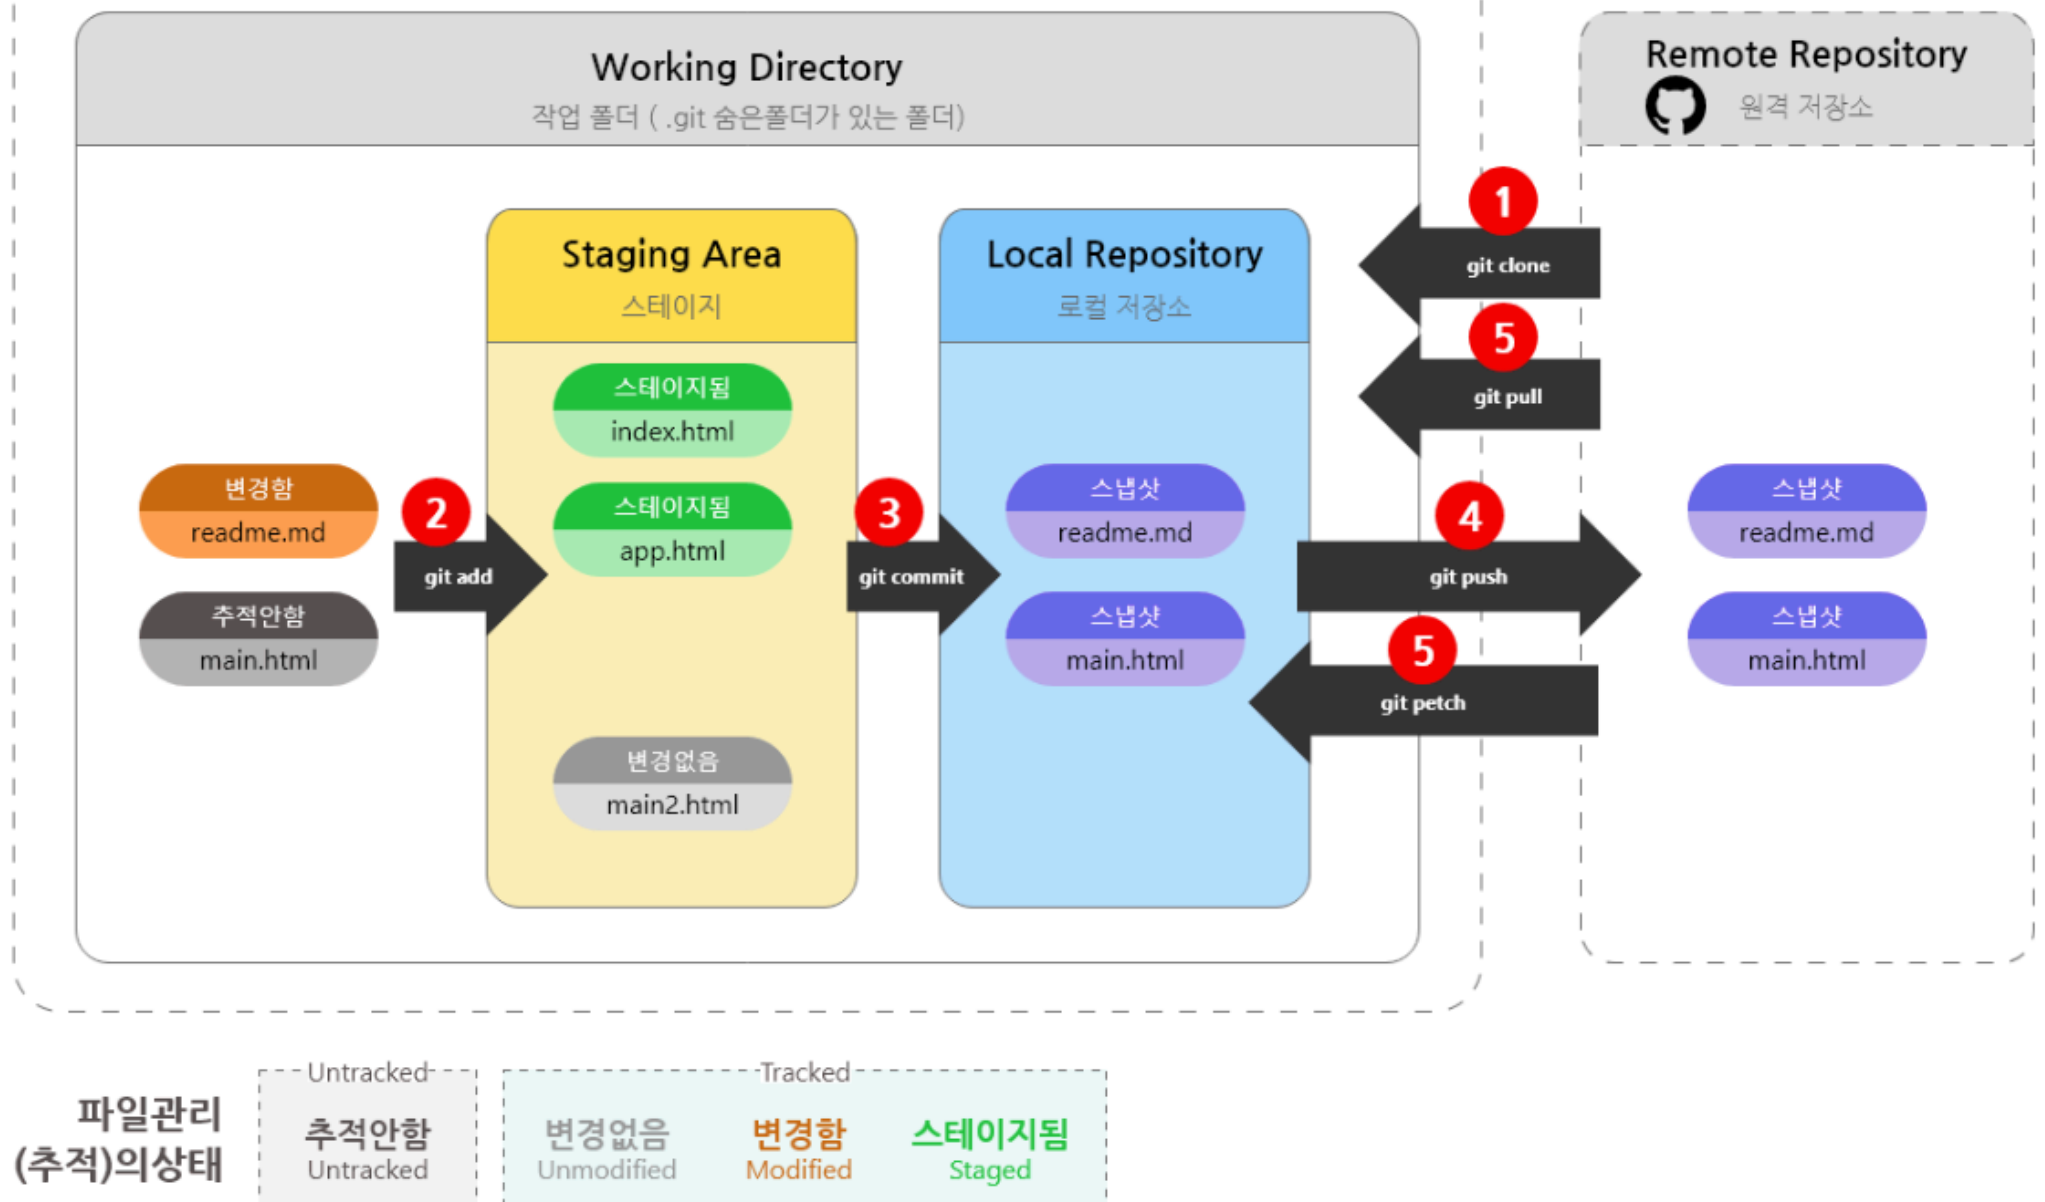 Working Directory
작업 폴더 ( .git 숨은폴더가 있는 폴더)
Remote Repository
원격 저장소
Staging Area
스테이지
Local Repository
로컬 저장소
1
git clone
5
git pull
스테이지됨
index.html
스테이지됨
app.html
변경함
readme.md
추적안함
main.html
2
git add
3
git commit
스냅샷
readme.md
스냅샷
main.html
4
git push
5
git petch
스냅샷
readme.md
스냅샷
main.html
변경없음
main2.html
파일관리
(추적)의상태
Untracked
추적안함
Untracked
Tracked
변경없음
Unmodified
변경함
Modified
스테이지됨
Staged